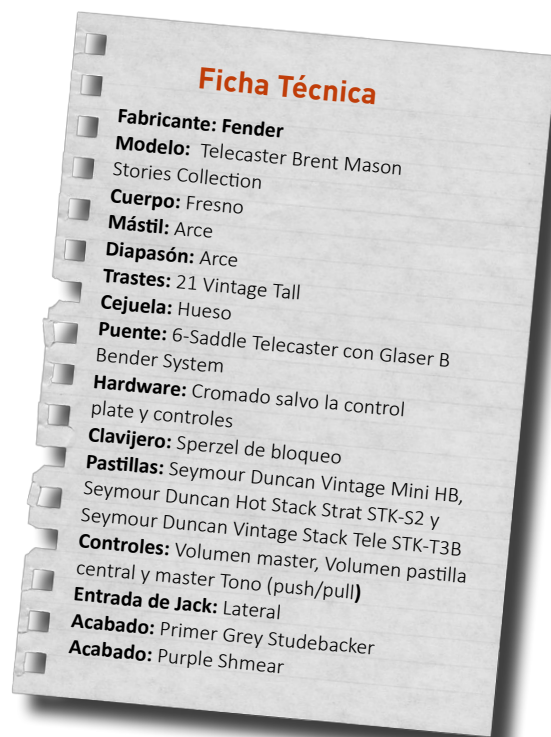 Ficha Técnica
Fabricante: Fender
Modelo: Telecaster Brent Mason
Stories Collection
Cuerpo: Fresno
Mástil: Arce
Diapasón: Arce
Trastes: 21 Vintage Tall
Cejuela: Hueso
Puente: 6-Saddle Telecaster con Glaser B
Bender System
Hardware: Cromado salvo la control
plate y controles
Clavijero: Sperzel de bloqueo
Pastillas: Seymour Duncan Vintage Mini HB,
Seymour Duncan Hot Stack Strat STK-S2 y
Seymour Duncan Vintage Stack Tele STK-T3B
Controles: Volumen master, Volumen pastilla
central y master Tono (push/pull)
Entrada de Jack: Lateral
Acabado: Primer Grey Studebacker
Acabado: Purple Shmear